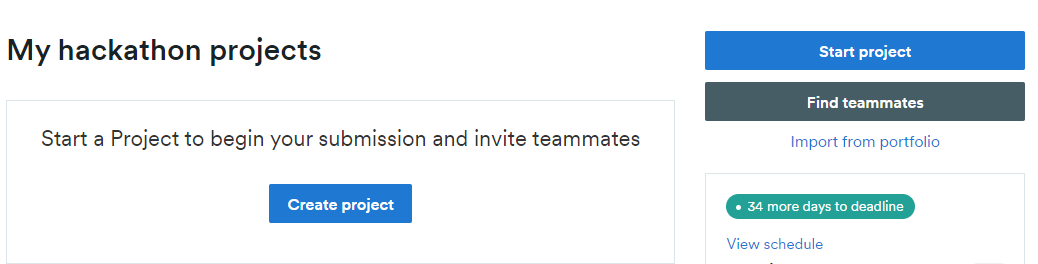 My hackathon projects
Start a Project to begin your submission and invite teammates
Create project
Start project
Find teammates
Import from portfolio
34 more days to deadline
View schedule